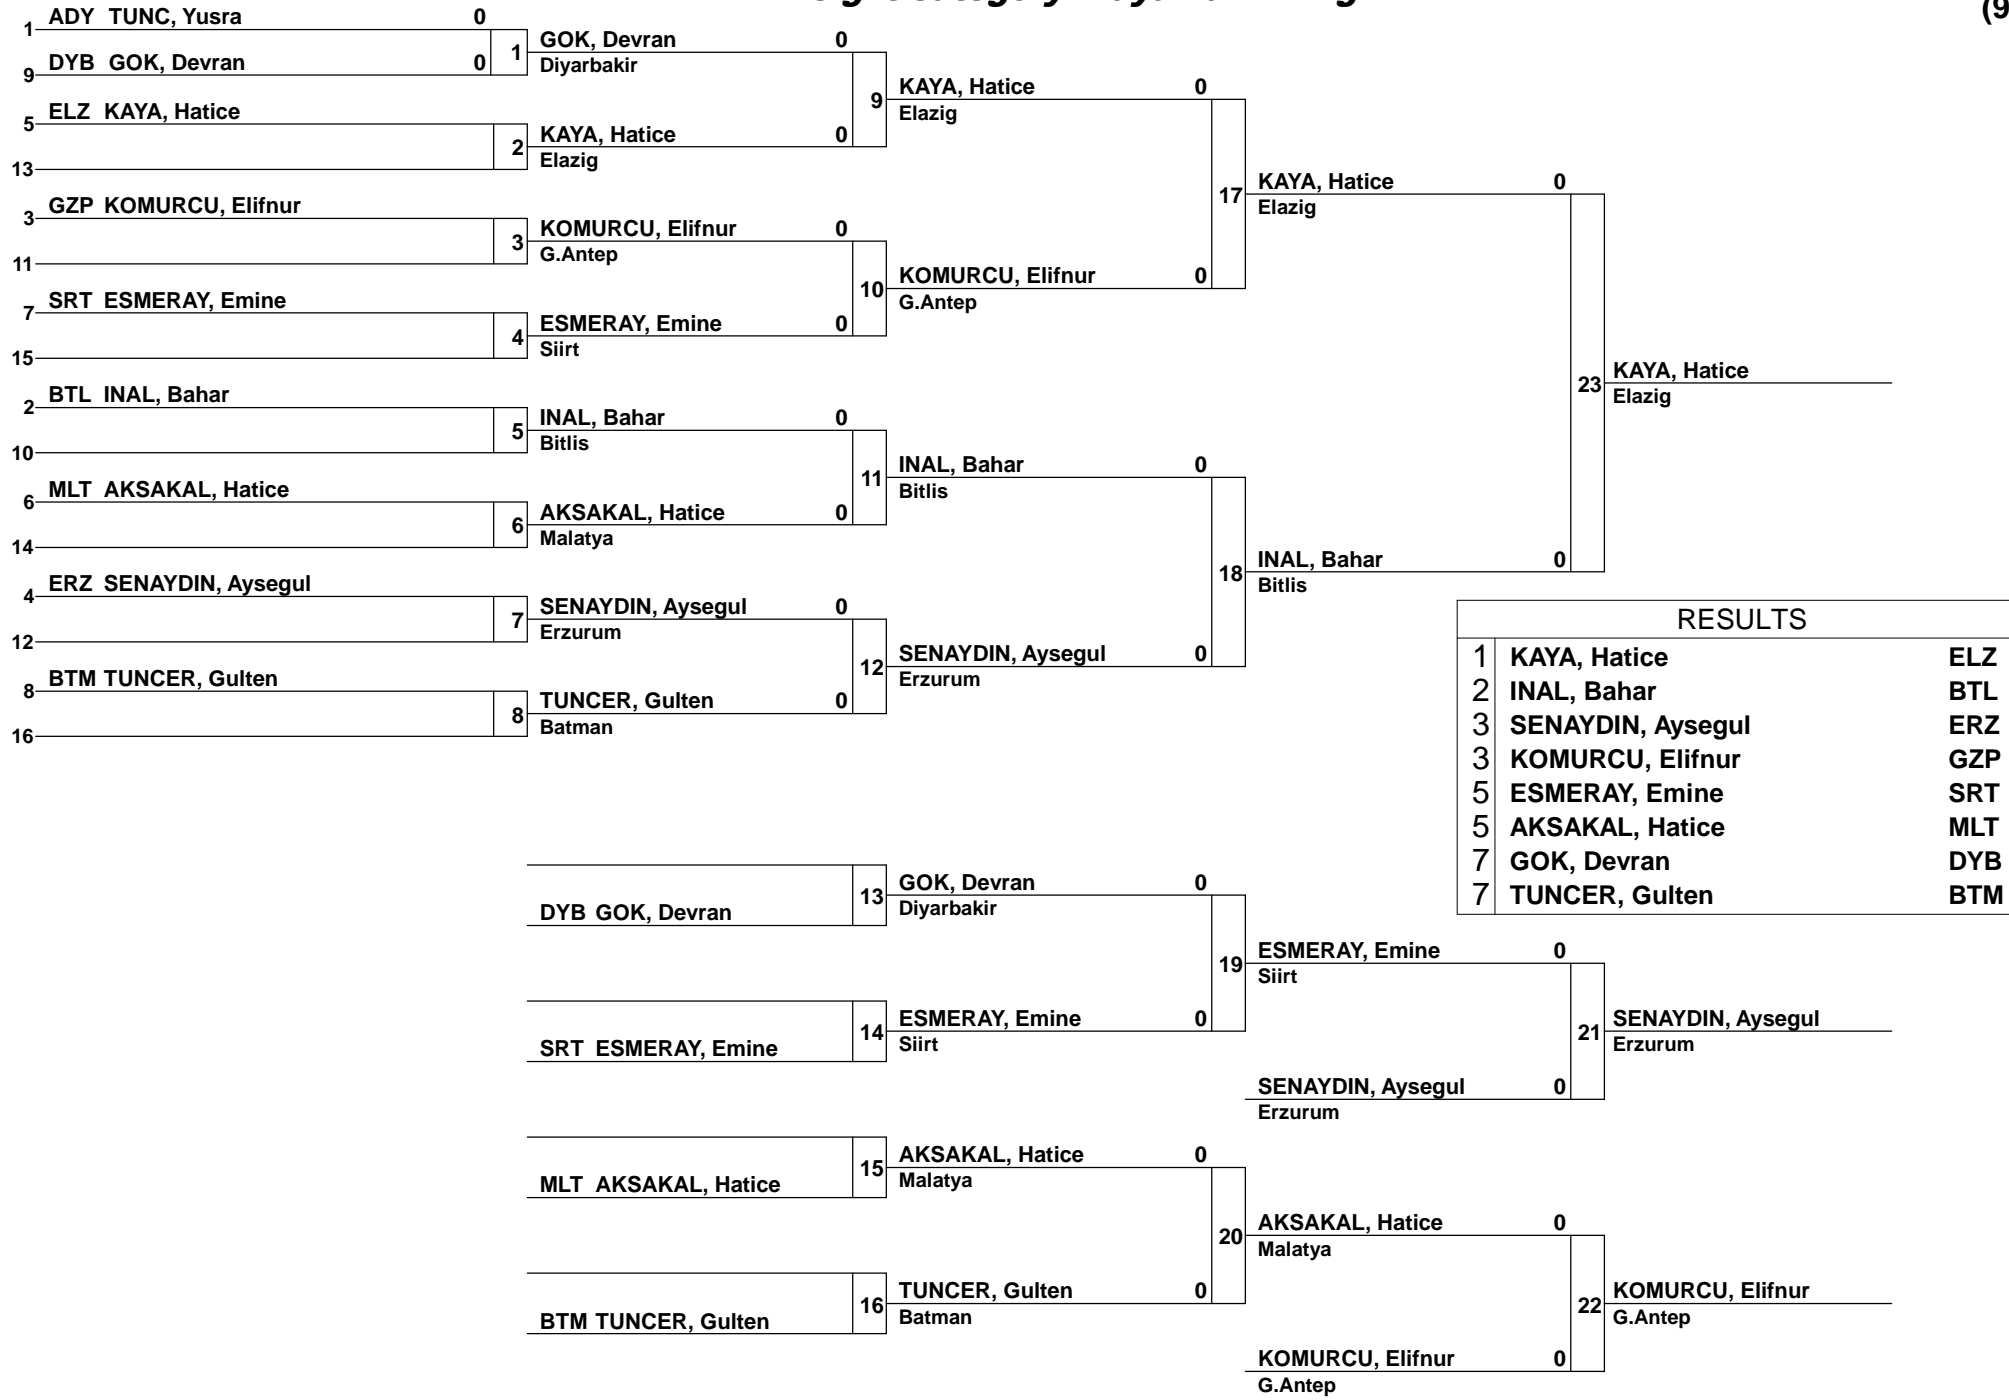 (9
ADY TUNC, Yusra 0
1
DYB GOK, Devran 0
9
1
GOK, Devran 0
Diyarbakir
ELZ KAYA, Hatice
5
13
2
KAYA, Hatice 0
Elazig
9
KAYA, Hatice 0
Elazig
GZP KOMURCU, Elifnur
3
11
3
KOMURCU, Elifnur 0
G.Antep
SRT ESMERAY, Emine
7
15
4
ESMERAY, Emine 0
Siirt
10
KOMURCU, Elifnur 0
G.Antep
17
KAYA, Hatice 0
Elazig
BTL INAL, Bahar
2
10
5
INAL, Bahar 0
Bitlis
MLT AKSAKAL, Hatice
6
14
6
AKSAKAL, Hatice 0
Malatya
11
INAL, Bahar 0
Bitlis
ERZ SENAYDIN, Aysegul
4
12
7
SENAYDIN, Aysegul 0
Erzurum
BTM TUNCER, Gulten
8
16
8
TUNCER, Gulten 0
Batman
12
SENAYDIN, Aysegul 0
Erzurum
18
INAL, Bahar 0
Bitlis
23
KAYA, Hatice
Elazig
RESULTS
1 KAYA, Hatice ELZ
2 INAL, Bahar BTL
3 SENAYDIN, Aysegul ERZ
3 KOMURCU, Elifnur GZP
5 ESMERAY, Emine SRT
5 AKSAKAL, Hatice MLT
7 GOK, Devran DYB
7 TUNCER, Gulten BTM
DYB GOK, Devran
13
GOK, Devran 0
Diyarbakir
SRT ESMERAY, Emine
14
ESMERAY, Emine 0
Siirt
19
ESMERAY, Emine 0
Siirt
SENAYDIN, Aysegul 0
Erzurum
21
SENAYDIN, Aysegul
Erzurum
MLT AKSAKAL, Hatice
15
AKSAKAL, Hatice 0
Malatya
BTM TUNCER, Gulten
16
TUNCER, Gulten 0
Batman
20
AKSAKAL, Hatice 0
Malatya
KOMURCU, Elifnur 0
G.Antep
22
KOMURCU, Elifnur
G.Antep